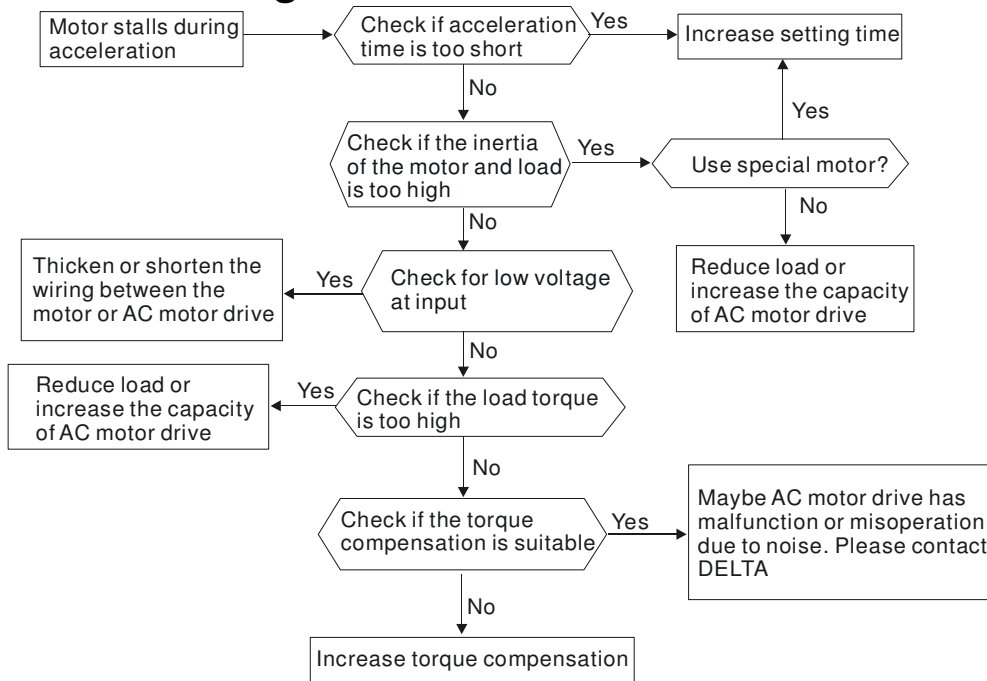 Motor stalls during
acceleration
Check if acceleration
time is too short
Yes
Increase setting time
No
Yes
Check if the inertia
of the motor and load
is too high
Yes
Use special motor?
No
No
Thicken or shorten the
wiring between the
motor or AC motor drive
Yes
Check for low voltage
at input
Reduce load or
increase the capacity
of AC motor drive
No
Reduce load or
increase the capacity
of AC motor drive
Yes
Check if the load torque
is too high
No
Check if the torque
compensation is suitable
Yes
Maybe AC motor drive has
malfunction or misoperation
due to noise. Please contact
DELTA
No
Increase torque compensation